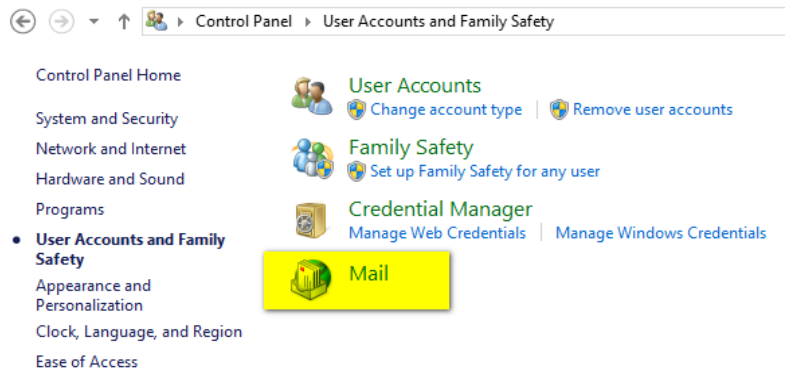 Control Panel User Accounts and Family Safety
Control Panel Home
System and Security
Network and Internet
Hardware and Sound
Programs
User Accounts and Family
Safety
Appearance and
Personalization
Clock, Language, and Region
Ease of Access
User Accounts
Change account type Remove user accounts
Family Safety
Set up Family Safety for any user
Credential Manager
Manage Web Credentials Manage Windows Credentials
Mail